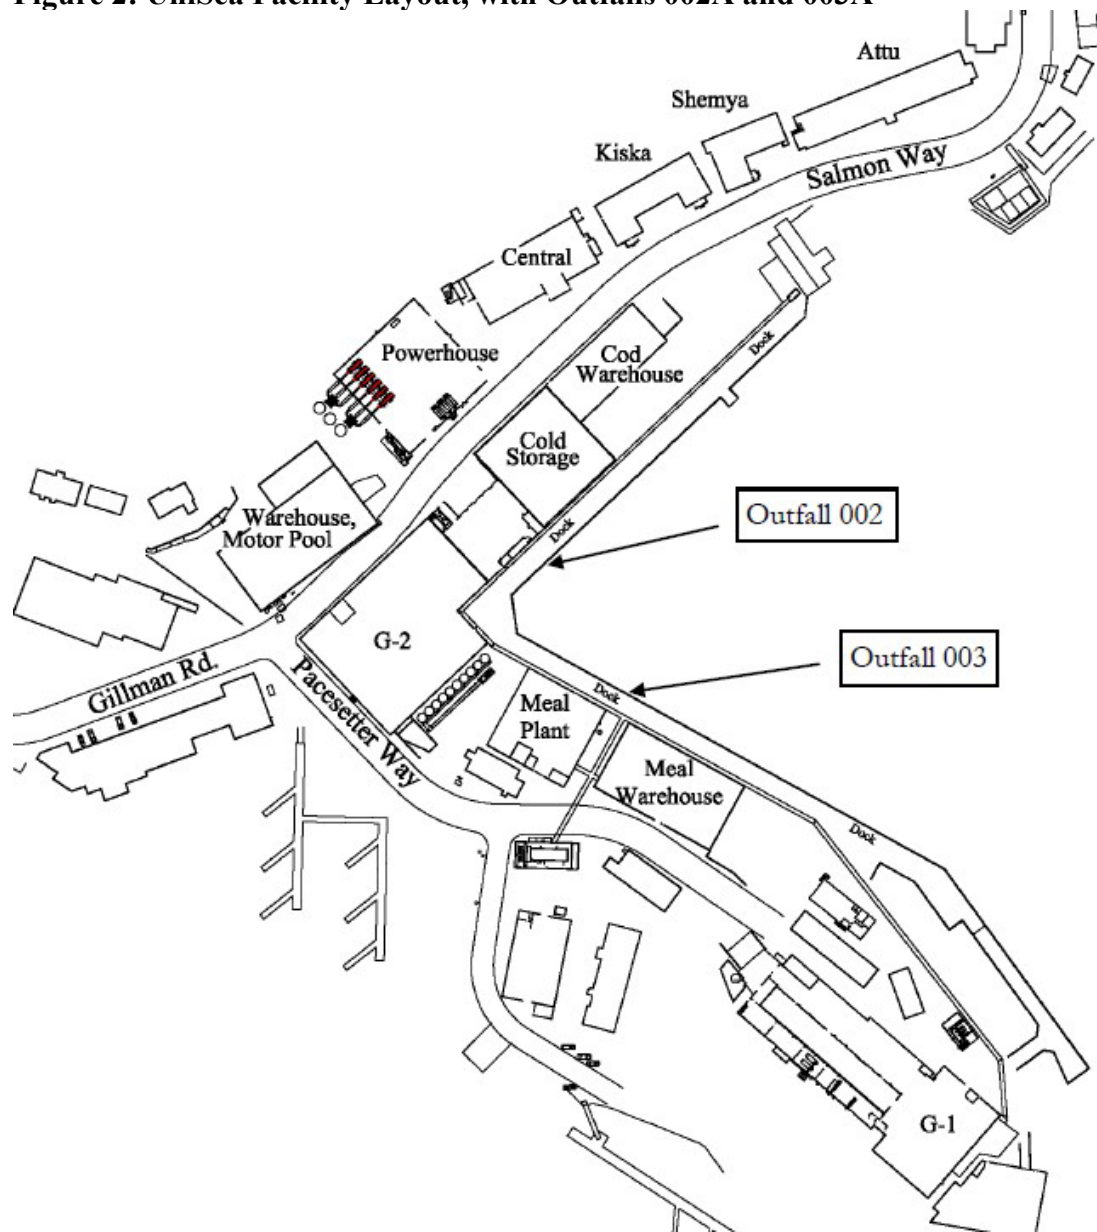 Figure 2: UniSea Facility Layout, with Outfalls 002A and 003A
Attu
Shemya
Kiska
Salmon Way
Central
Powerhouse
Dock
Cod
Warehouse
Cold
Storage
Outfall 002
Warehouse,
Motor Pool
Dock
G-2
Outfall 003
Gillman Rd.
Pacesetter Way
Dock
Meal
Plant
Meal
Warehouse
Dock
G-1